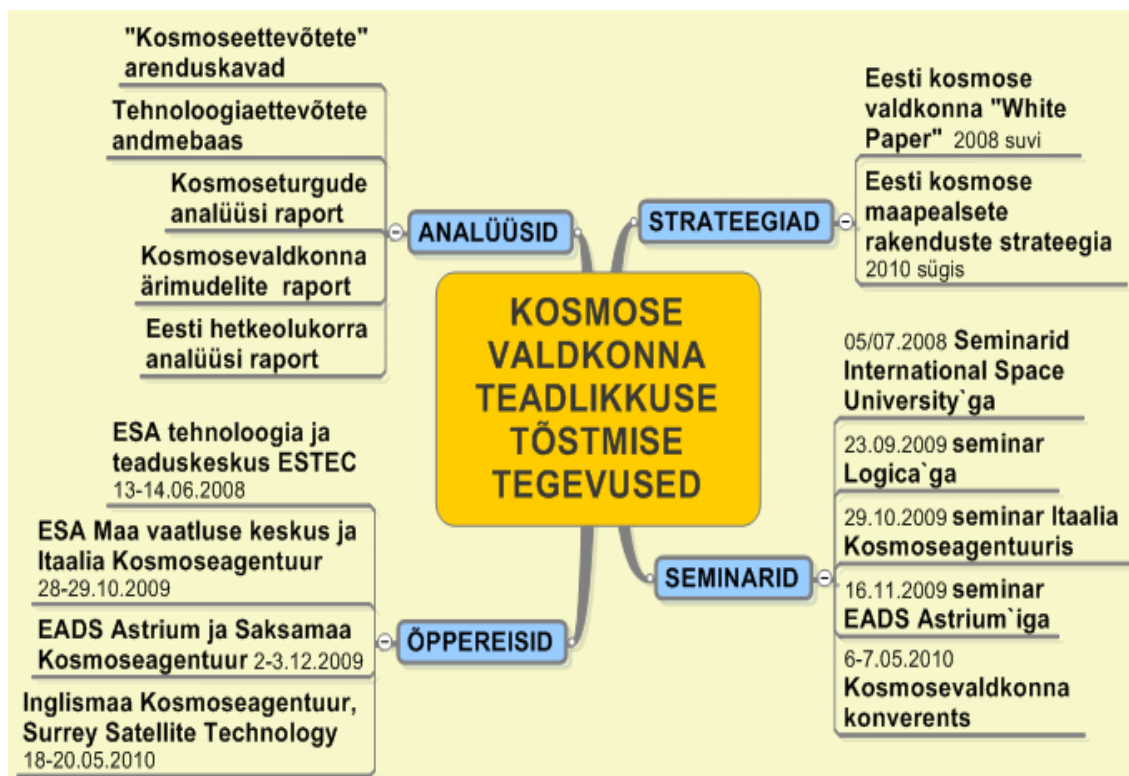 "Kosmoseettevõtete"
arenduskavad
Tehnoloogiaettevõtete
andmebaas
Kosmoseturgude
analüüsi raport
Kosmosevaldkonna
ärimudelite raport
Eesti hetkeolukorra
analüüsi raport
ANALÜÜSID
STRATEEGIAD
Eesti kosmose
valdkonna "White
Paper" 2008 suvi
Eesti kosmose
maapealsete
rakenduste strateegia
2010 sügis
KOSMOSE
VALDKONNA
TEADLIKKUSE
TÕSTMISE
TEGEVUSED
ESA tehnoloogia ja
teaduskeskus ESTEC
13-14.06.2008
ESA Maa vaatluse keskus ja
Itaalia Kosmoseagentuur
28-29.10.2009
EADS Astrium ja Saksamaa
Kosmoseagentuur 2-3.12.2009
Inglismaa Kosmoseagentuur,
Surrey Satellite Technology
18-20.05.2010
ÕPPEREISID
SEMINARID
05/07.2008 Seminarid
International Space
University`ga
23.09.2009 seminar
Logica`ga
29.10.2009 seminar Itaalia
Kosmoseagentuuris
16.11.2009 seminar
EADS Astrium`iga
6-7.05.2010
Kosmosevaldkonna
konverents